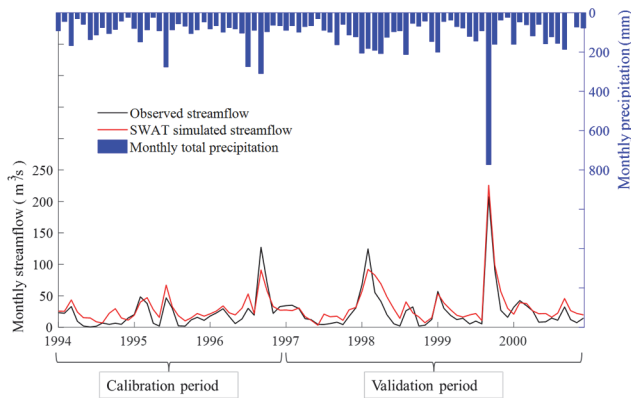 0
200
400
600
800
Monthly precipitation (mm)
Observed streamflow
SWAT simulated streamflow
Monthly total precipitation
250
200
150
100
50
0
Monthly streamflow ( m³/s )
1994
1995
1996
1997
1998
1999
2000
Calibration period
Validation period